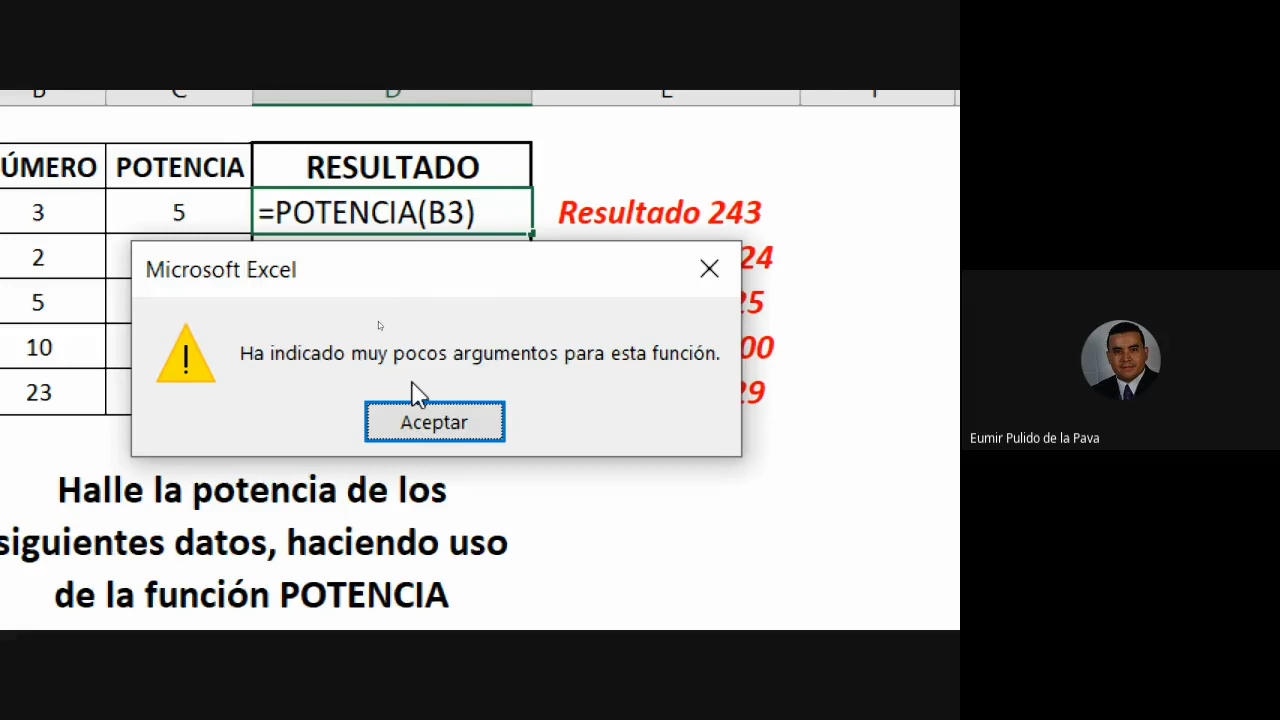 B C D E F
ÚMERO POTENCIA RESULTADO
3 5 =POTENCIA(B3) Resultado 243
2 24
5 25
10 00
23 29
Microsoft Excel
Ha indicado muy pocos argumentos para esta función.
Aceptar
Halle la potencia de los
siguientes datos, haciendo uso
de la función POTENCIA
Eumir Pulido de la Pava